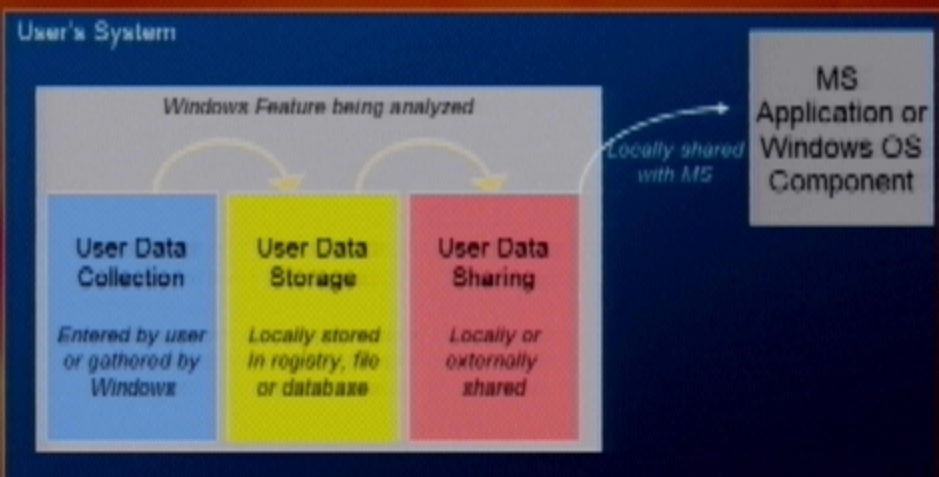 User's System
Windows Feature being analyzed
MS
Application or
Windows OS
Component
Locally shared
with MS
User Data
Collection
Entered by user
or gathered by
Windows
User Data
Storage
Locally stored
In registry, file
or database
User Data
Sharing
Locally or
externally
shared